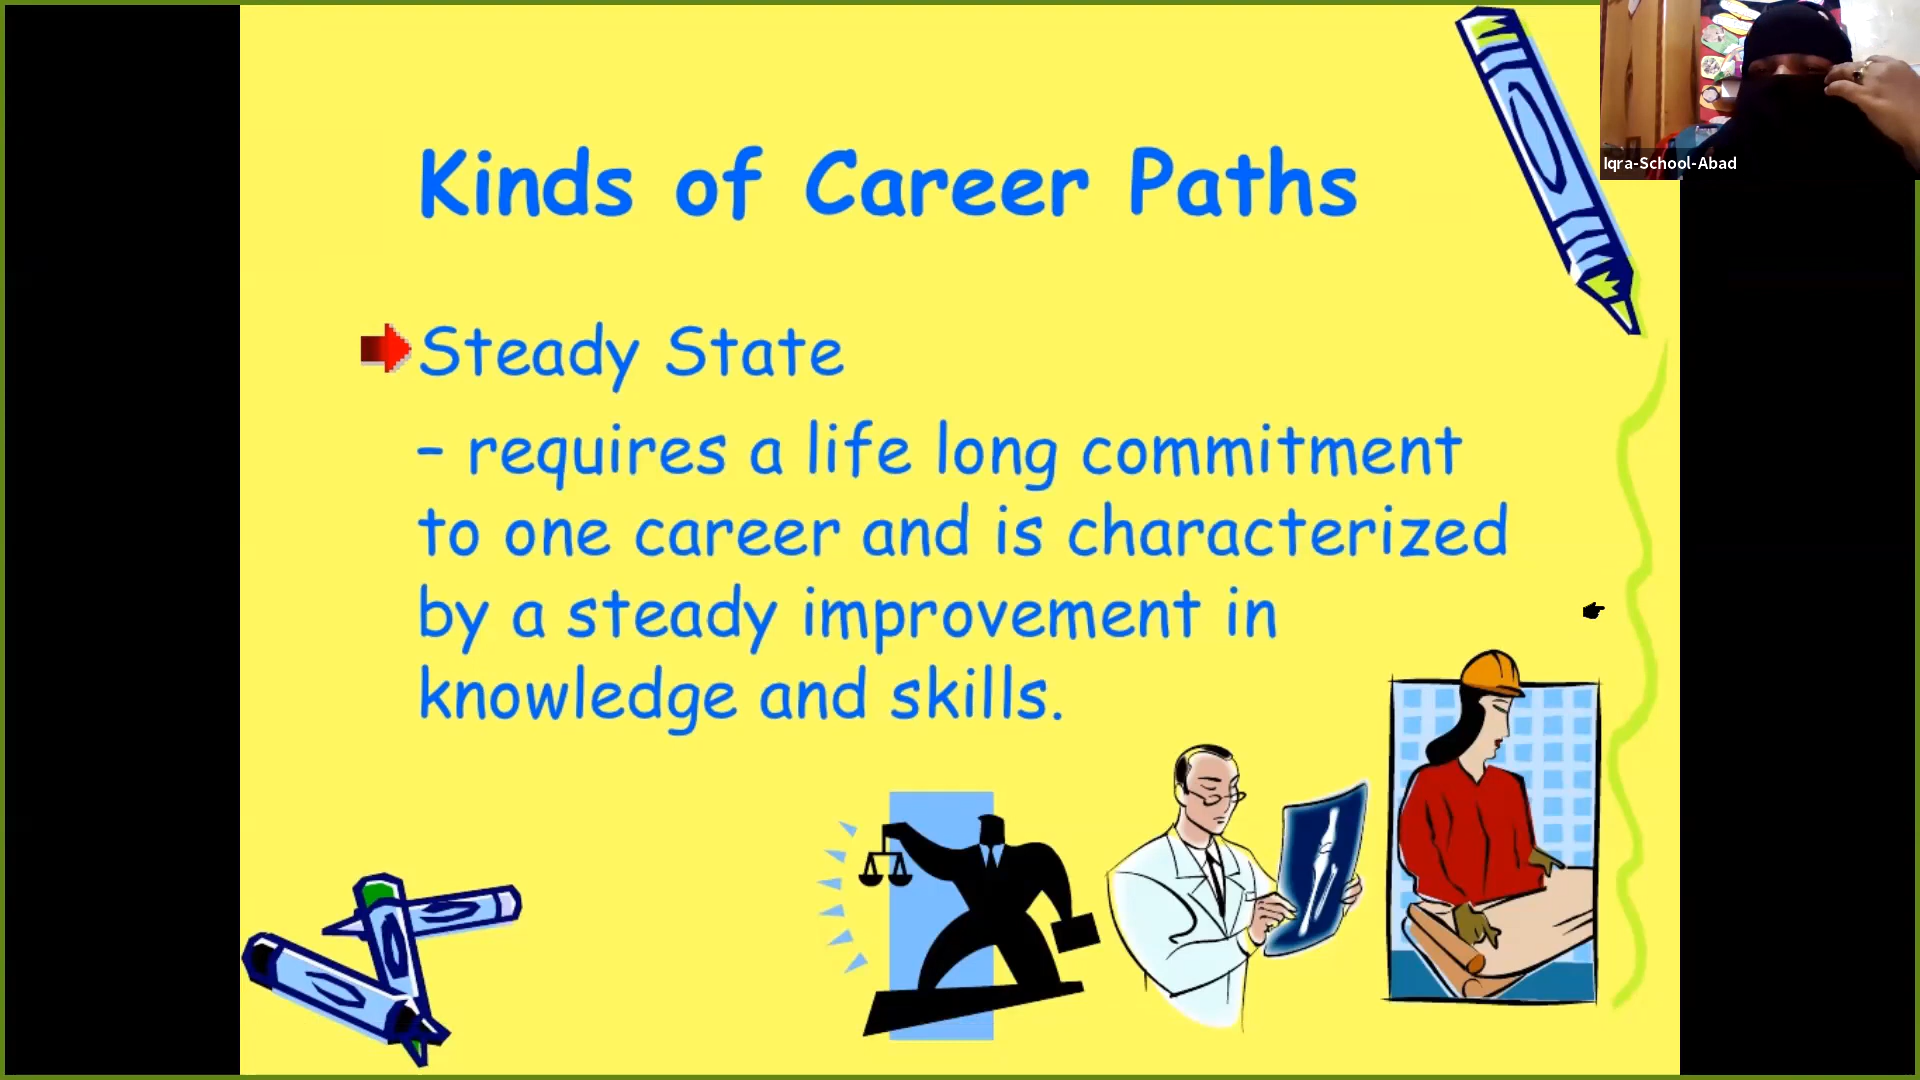 Kinds of Career Paths
Steady State
– requires a life long commitment
to one career and is characterized
by a steady improvement in
knowledge and skills.
Iqra-School-Abad